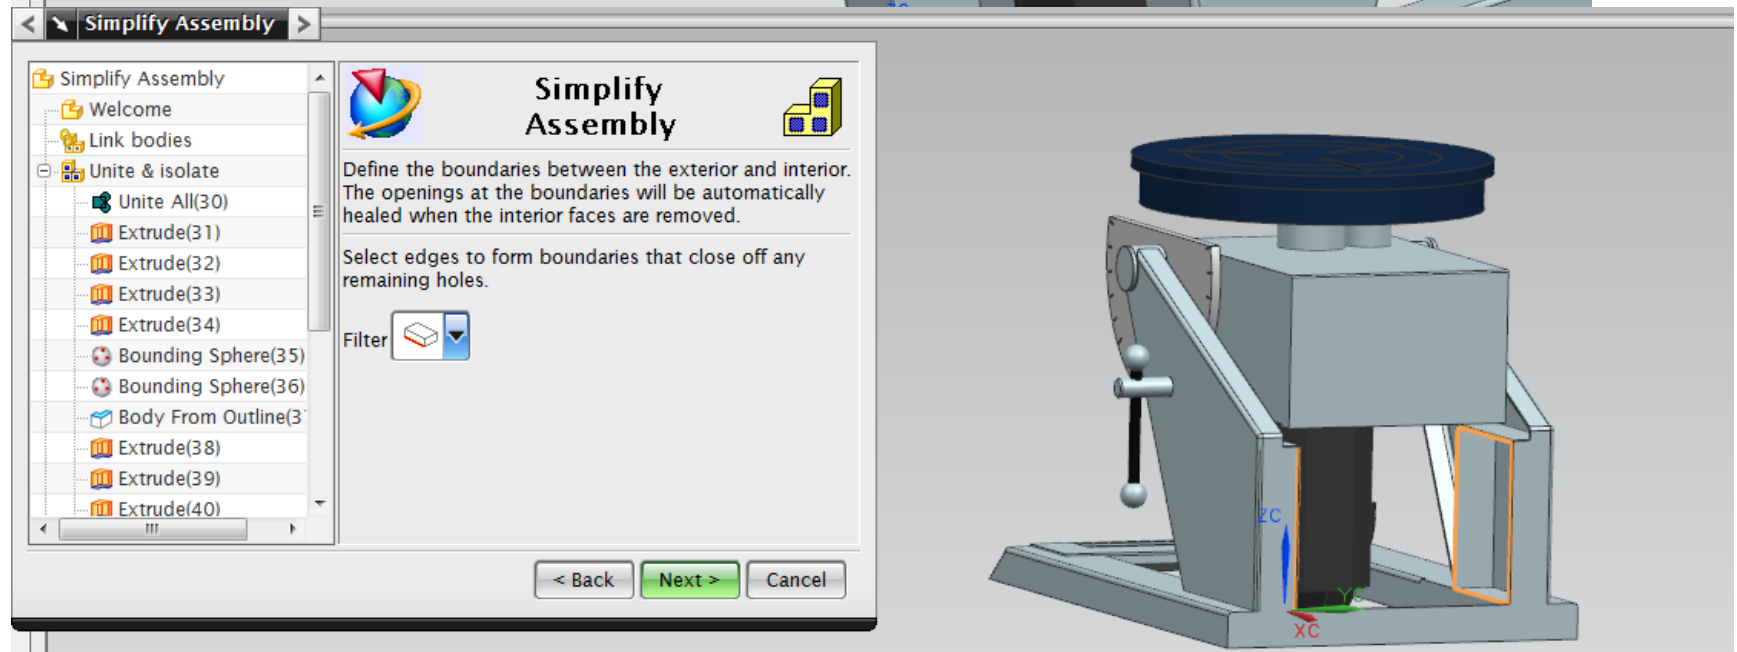 Simplify Assembly
Simplify Assembly
Welcome
Link bodies
Unite & isolate
Unite All(30)
Extrude(31)
Extrude(32)
Extrude(33)
Extrude(34)
Bounding Sphere(35)
Bounding Sphere(36)
Body From Outline(3
Extrude(38)
Extrude(39)
Extrude(40)
Simplify
Assembly
Define the boundaries between the exterior and interior.
The openings at the boundaries will be automatically
healed when the interior faces are removed.
Select edges to form boundaries that close off any
remaining holes.
Filter
< Back
Next >
Cancel
ZC
YC
XC